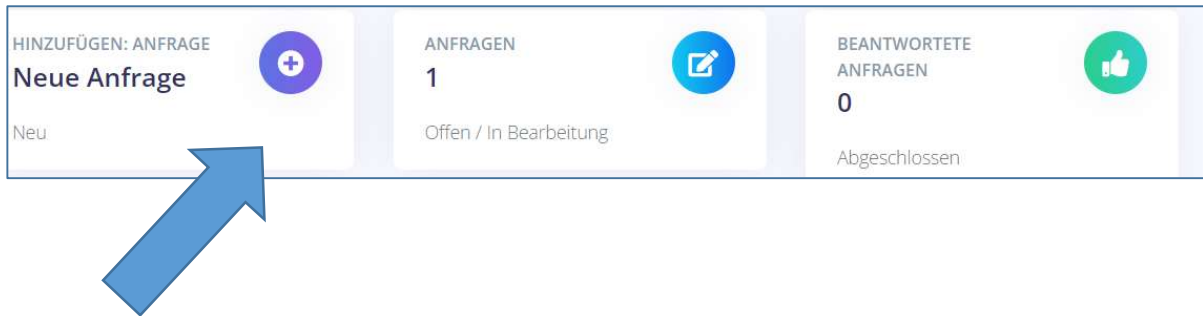 HINZUFÜGEN: ANFRAGE
Neue Anfrage
Neu
ANFRAGEN
1
Offen / In Bearbeitung
BEANTWORTETE
ANFRAGEN
0
Abgeschlossen